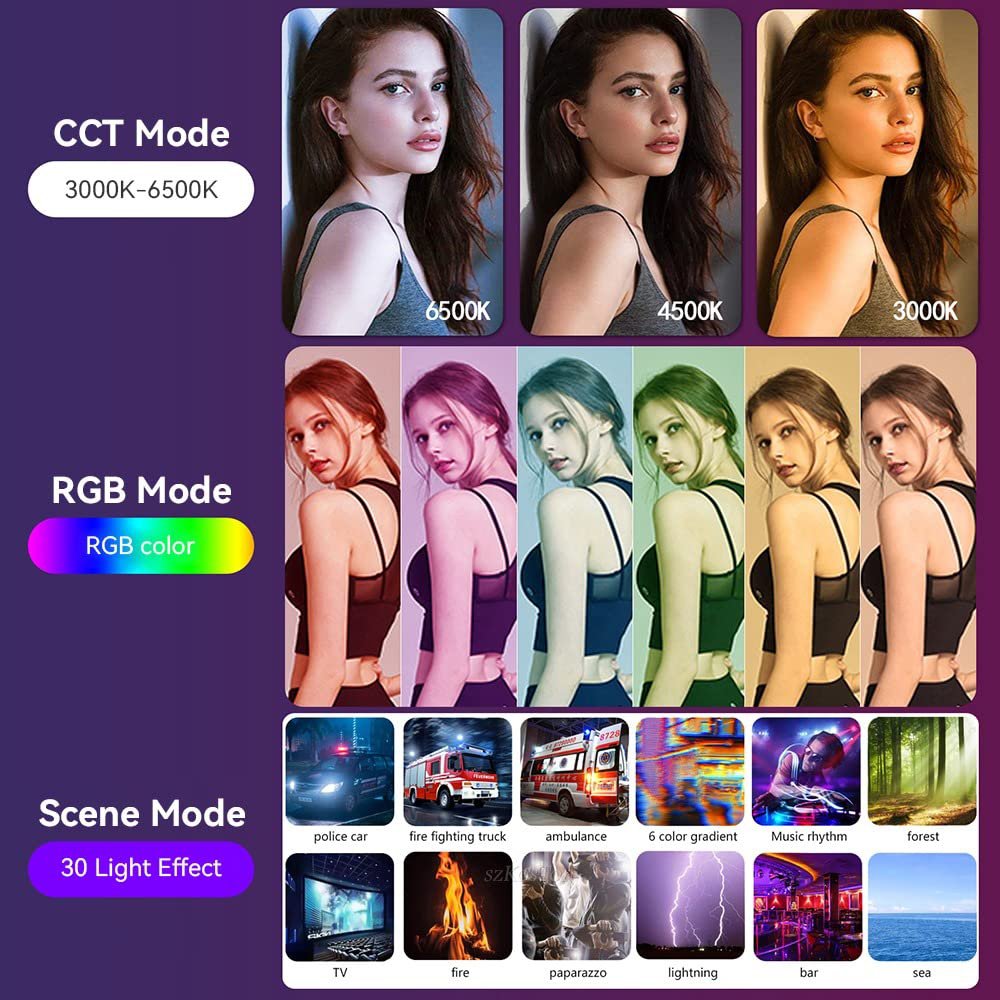 CCT Mode
3000K-6500K
6500K
4500K
3000K
RGB Mode
RGB color
Scene Mode
30 Light Effect
police car
fire fighting truck
ambulance
6 color gradient
Music rhythm
forest
TV
fire
paparazzo
lightning
bar
sea